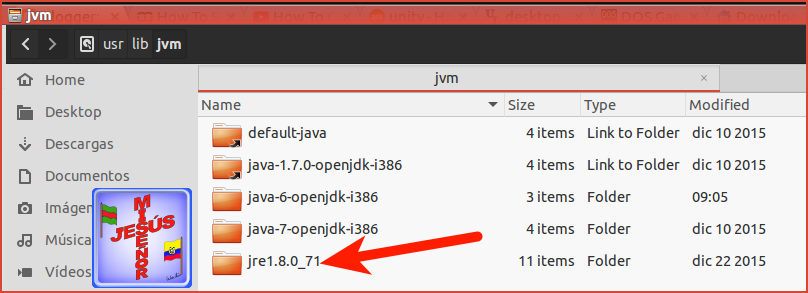 jvm
usr lib jvm
jvm
Home
Desktop
Descargas
Documentos
Imágen
Música
Vídeos
Name Size Type Modified
default-java 4 items Link to Folder dic 10 2015
java-1.7.0-openjdk-i386 4 items Link to Folder dic 10 2015
java-6-openjdk-i386 3 items Folder 09:05
java-7-openjdk-i386 4 items Folder dic 10 2015
jre1.8.0_71 11 items Folder dic 22 2015
MI SEÑOR
JESÚS